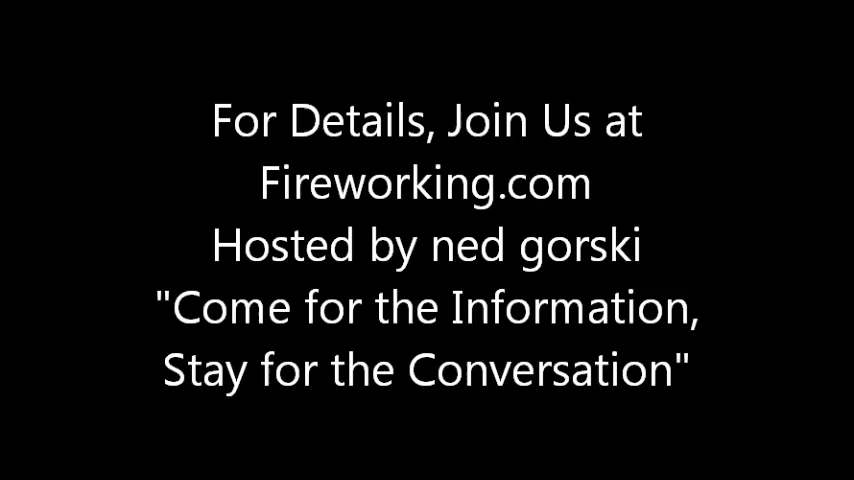 For Details, Join Us at
Fireworking.com
Hosted by ned gorski
"Come for the Information,
Stay for the Conversation"